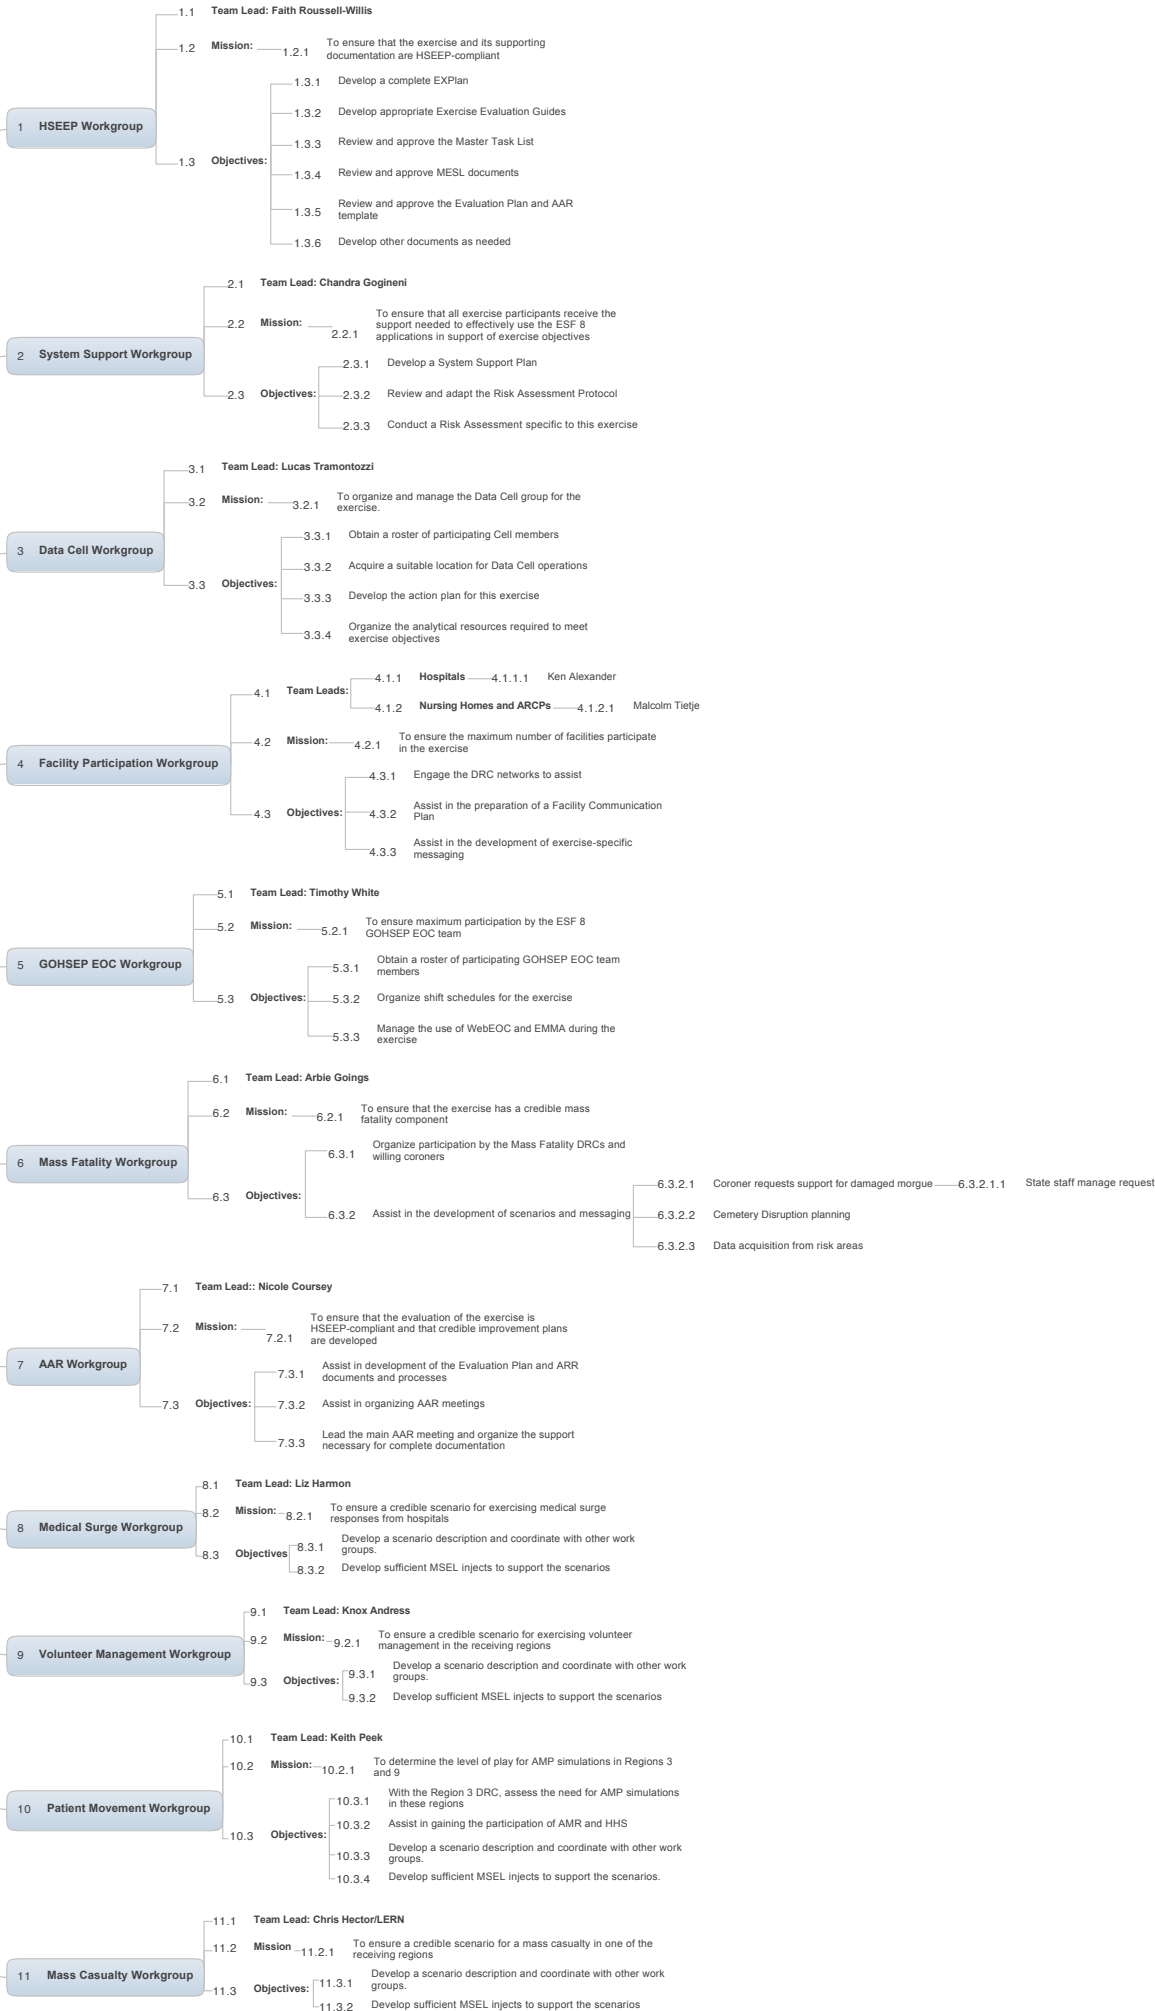 1 HSEEP Workgroup
1.1 Team Lead: Faith Roussell-Willis
1.2 Mission:
1.2.1 To ensure that the exercise and its supporting
documentation are HSEEP-compliant
1.3 Objectives:
1.3.1 Develop a complete EXPlan
1.3.2 Develop appropriate Exercise Evaluation Guides
1.3.3 Review and approve the Master Task List
1.3.4 Review and approve MESL documents
1.3.5 Review and approve the Evaluation Plan and AAR
template
1.3.6 Develop other documents as needed
2 System Support Workgroup
2.1 Team Lead: Chandra Gogineni
2.2 Mission:
2.2.1 To ensure that all exercise participants receive the
support needed to effectively use the ESF 8
applications in support of exercise objectives
2.3 Objectives:
2.3.1 Develop a System Support Plan
2.3.2 Review and adapt the Risk Assessment Protocol
2.3.3 Conduct a Risk Assessment specific to this exercise
3 Data Cell Workgroup
3.1 Team Lead: Lucas Tramontozzi
3.2 Mission:
3.2.1 To organize and manage the Data Cell group for the
exercise.
3.3 Objectives:
3.3.1 Obtain a roster of participating Cell members
3.3.2 Acquire a suitable location for Data Cell operations
3.3.3 Develop the action plan for this exercise
3.3.4 Organize the analytical resources required to meet
exercise objectives
4 Facility Participation Workgroup
4.1 Team Leads:
4.1.1 Hospitals 4.1.1.1 Ken Alexander
4.1.2 Nursing Homes and ARCPs 4.1.2.1 Malcolm Tietje
4.2 Mission:
4.2.1 To ensure the maximum number of facilities participate
in the exercise
4.3 Objectives:
4.3.1 Engage the DRC networks to assist
4.3.2 Assist in the preparation of a Facility Communication
Plan
4.3.3 Assist in the development of exercise-specific
messaging
5 GOHSEP EOC Workgroup
5.1 Team Lead: Timothy White
5.2 Mission:
5.2.1 To ensure maximum participation by the ESF 8
GOHSEP EOC team
5.3 Objectives:
5.3.1 Obtain a roster of participating GOHSEP EOC team
members
5.3.2 Organize shift schedules for the exercise
5.3.3 Manage the use of WebEOC and EMMA during the
exercise
6 Mass Fatality Workgroup
6.1 Team Lead: Arbie Goings
6.2 Mission:
6.2.1 To ensure that the exercise has a credible mass
fatality component
6.3 Objectives:
6.3.1 Organize participation by the Mass Fatality DRCs and
willing coroners
6.3.2 Assist in the development of scenarios and messaging
6.3.2.1 Coroner requests support for damaged morgue 6.3.2.1.1 State staff manage request
6.3.2.2 Cemetery Disruption planning
6.3.2.3 Data acquisition from risk areas
7 AAR Workgroup
7.1 Team Lead:: Nicole Coursey
7.2 Mission:
7.2.1 To ensure that the evaluation of the exercise is
HSEEP-compliant and that credible improvement plans
are developed
7.3 Objectives:
7.3.1 Assist in development of the Evaluation Plan and ARR
documents and processes
7.3.2 Assist in organizing AAR meetings
7.3.3 Lead the main AAR meeting and organize the support
necessary for complete documentation
8 Medical Surge Workgroup
8.1 Team Lead: Liz Harmon
8.2 Mission:
8.2.1 To ensure a credible scenario for exercising medical surge
responses from hospitals
8.3 Objectives
8.3.1 Develop a scenario description and coordinate with other work
groups.
8.3.2 Develop sufficient MSEL injects to support the scenarios
9 Volunteer Management Workgroup
9.1 Team Lead: Knox Andress
9.2 Mission:
9.2.1 To ensure a credible scenario for exercising volunteer
management in the receiving regions
9.3 Objectives:
9.3.1 Develop a scenario description and coordinate with other work
groups.
9.3.2 Develop sufficient MSEL injects to support the scenarios
10 Patient Movement Workgroup
10.1 Team Lead: Keith Peek
10.2 Mission:
10.2.1 To determine the level of play for AMP simulations in Regions 3
and 9
10.3 Objectives:
10.3.1 With the Region 3 DRC, assess the need for AMP simulations
in these regions
10.3.2 Assist in gaining the participation of AMR and HHS
10.3.3 Develop a scenario description and coordinate with other work
groups.
10.3.4 Develop sufficient MSEL injects to support the scenarios.
11 Mass Casualty Workgroup
11.1 Team Lead: Chris Hector/LERN
11.2 Mission
11.2.1 To ensure a credible scenario for a mass casualty in one of the
receiving regions
11.3 Objectives:
11.3.1 Develop a scenario description and coordinate with other work
groups.
11.3.2 Develop sufficient MSEL injects to support the scenarios